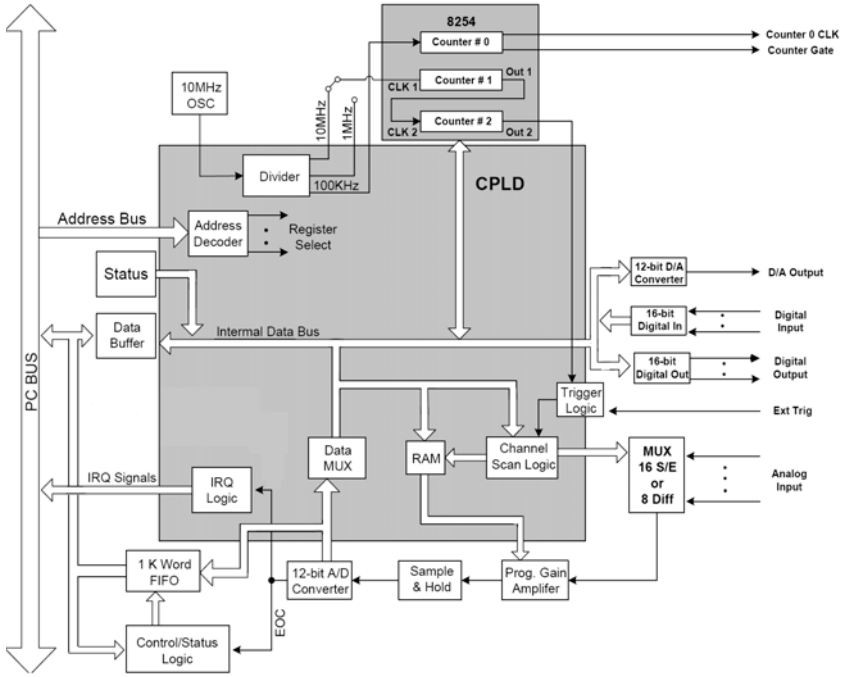 8254
Counter # 0
Counter 0 CLK
Counter Gate
Out 1
Counter # 1
CLK 1
Counter # 2
CLK 2
Out 2
10MHz
OSC
10MHz
1MHz
Divider
100KHz
CPLD
Address Bus
Address
Decoder
Register
Select
Status
12-bit D/A
Converter
D/A Output
Data
Buffer
Internal Data Bus
16-bit
Digital In
Digital
Input
16-bit
Digital Out
Digital
Output
PC BUS
Trigger
Logic
Ext Trig
Data
MUX
RAM
Channel
Scan Logic
MUX
16 S/E
or
8 Diff
Analog
Input
IRQ Signals
IRQ
Logic
1 K Word
FIFO
12-bit A/D
Converter
Sample
& Hold
Prog. Gain
Amplifer
EOC
Control/Status
Logic